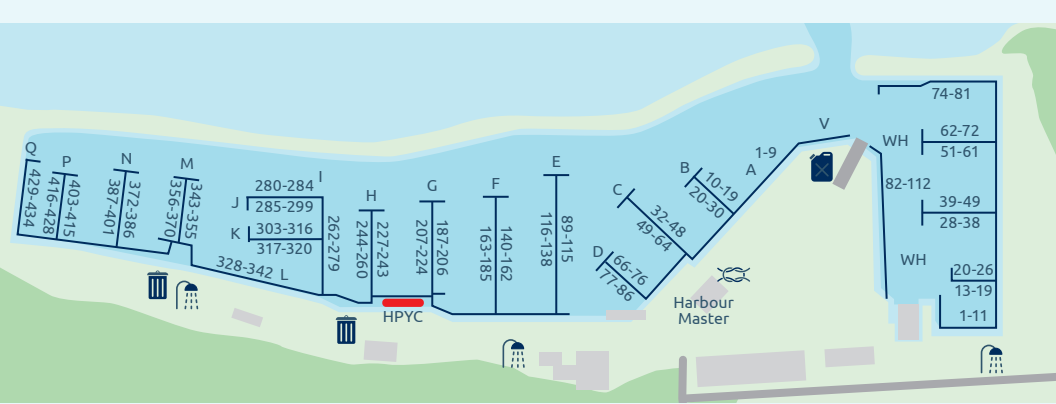 Q
429-434
P
416-428
403-415
N
387-401
372-386
M
356-370
343-355
I
280-284
J
285-299
K
303-316
317-320
262-279
328-342 L
H
244-260
227-243
G
207-224
187-206
HPYC
F
163-185
140-162
E
116-138
89-115
D
66-76
77-86
C
32-48
49-64
B
10-19
20-30
A
1-9
V
Harbour
Master
WH
82-112
WH
74-81
62-72
51-61
39-49
28-38
20-26
13-19
1-11